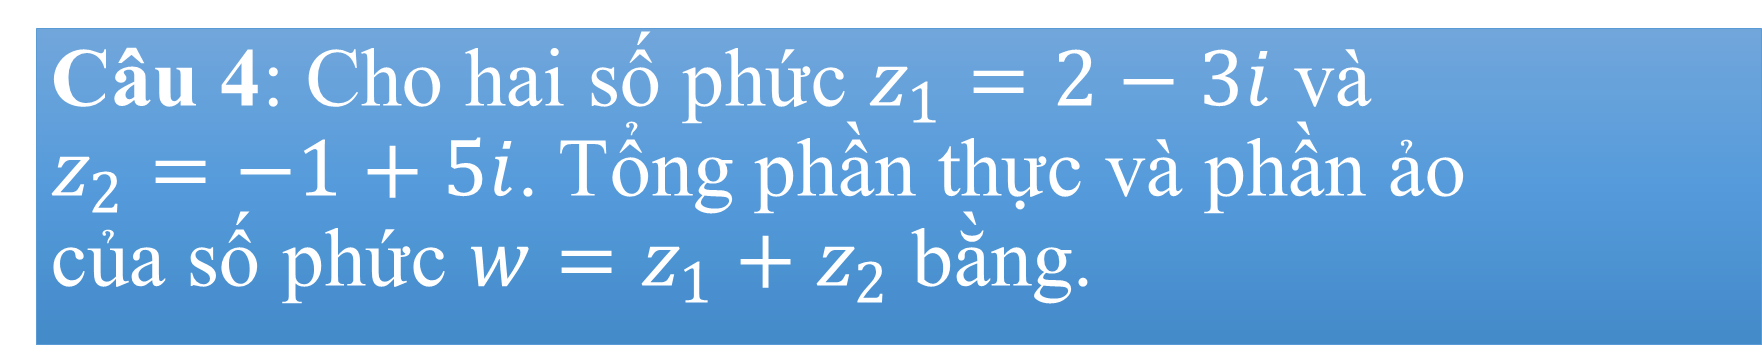 Câu 4: Cho hai số phức z₁ = 2 − 3i và
z₂ = −1 + 5i. Tổng phần thực và phần ảo
của số phức w = z₁ + z₂ bằng.